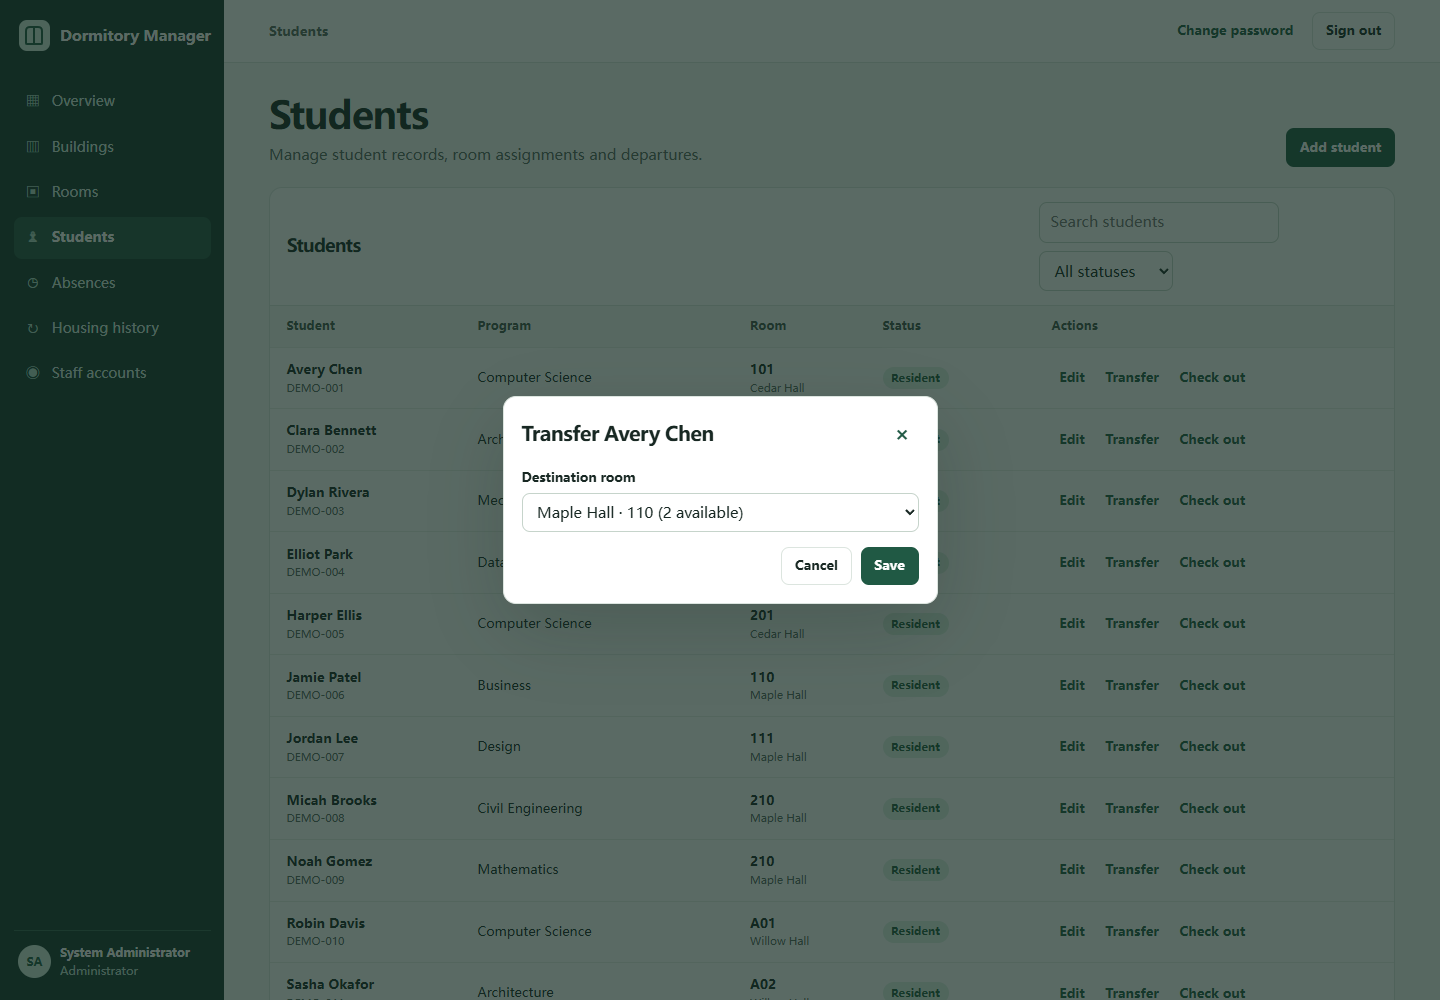 Dormitory Manager
Overview
Buildings
Rooms
Students
Absences
Housing history
Staff accounts
SA
System Administrator
Administrator
Students
Change password
Sign out
Students
Manage student records, room assignments and departures.
Add student
Students
Search students
All statuses
Student Program Room Status Actions
Avery Chen
DEMO-001
Computer Science
101
Cedar Hall
Resident
Edit Transfer Check out
Clara Bennett
DEMO-002
Arch
Edit Transfer Check out
Dylan Rivera
DEMO-003
Mec
Edit Transfer Check out
Elliot Park
DEMO-004
Data
Edit Transfer Check out
Harper Ellis
DEMO-005
Computer Science
201
Cedar Hall
Resident
Edit Transfer Check out
Jamie Patel
DEMO-006
Business
110
Maple Hall
Resident
Edit Transfer Check out
Jordan Lee
DEMO-007
Design
111
Maple Hall
Resident
Edit Transfer Check out
Micah Brooks
DEMO-008
Civil Engineering
210
Maple Hall
Resident
Edit Transfer Check out
Noah Gomez
DEMO-009
Mathematics
210
Maple Hall
Resident
Edit Transfer Check out
Robin Davis
DEMO-010
Computer Science
A01
Willow Hall
Resident
Edit Transfer Check out
Sasha Okafor
Architecture
A02
Resident
Edit Transfer Check out
Transfer Avery Chen
×
Destination room
Maple Hall · 110 (2 available)
Cancel
Save